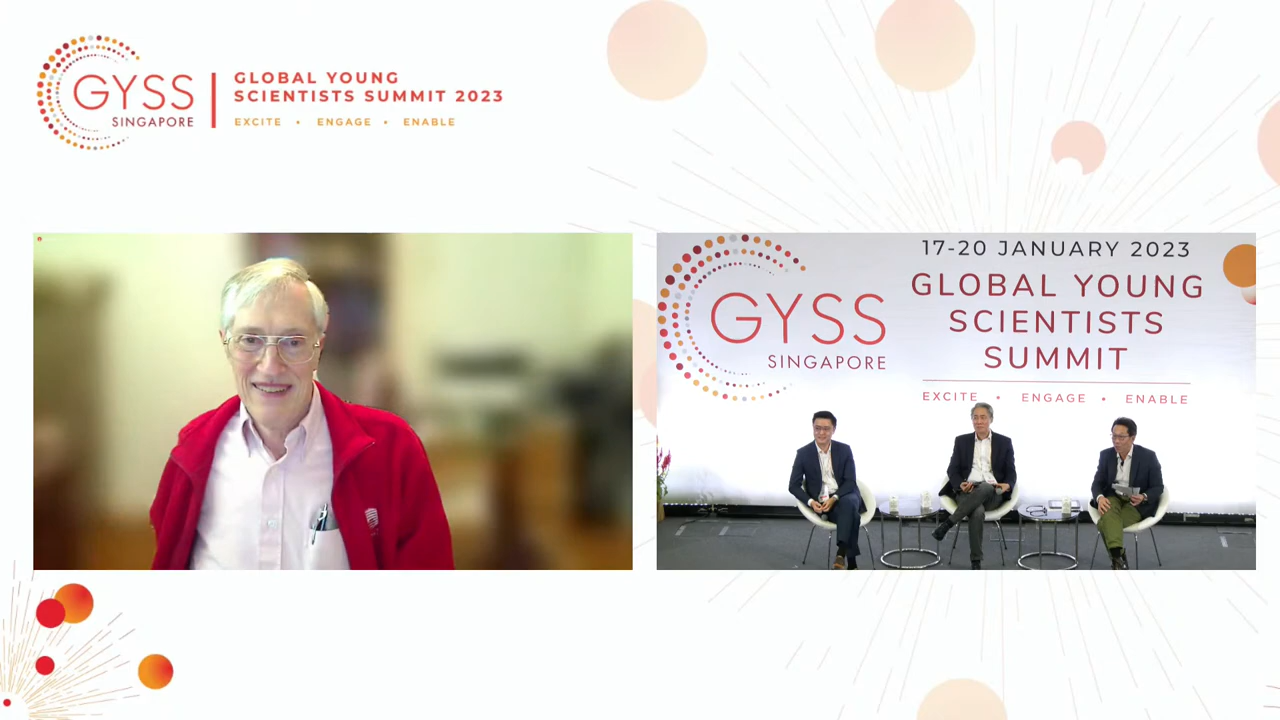 GYSS
SINGAPORE
GLOBAL YOUNG
SCIENTISTS SUMMIT 2023
EXCITE • ENGAGE • ENABLE
17-20 JANUARY 2023
GLOBAL YOUNG
SCIENTISTS
SUMMIT
EXCITE • ENGAGE • ENABLE
GYSS
SINGAPORE